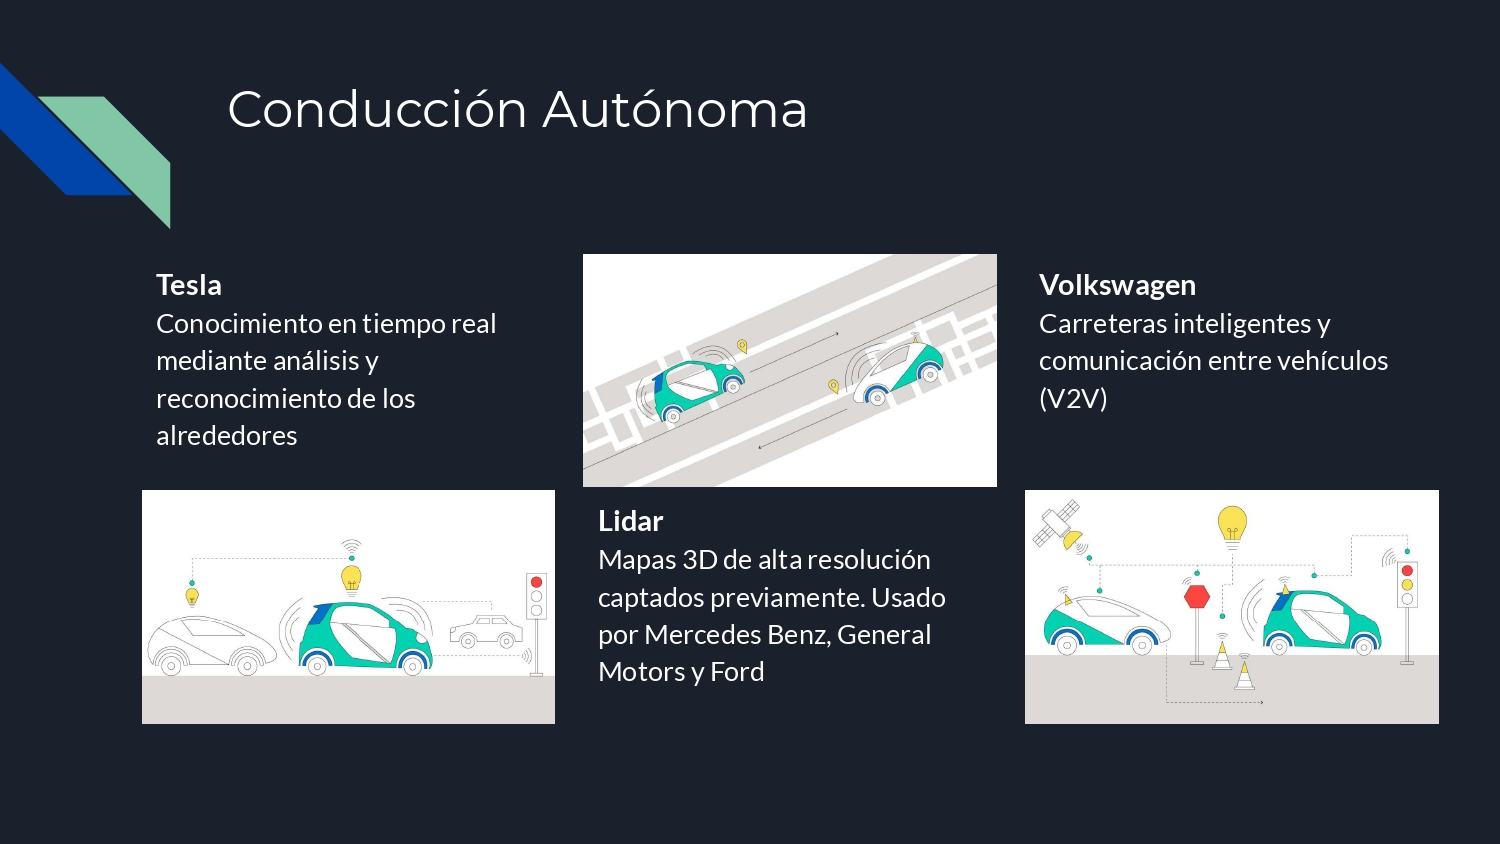 Conducción Autónoma
Tesla
Conocimiento en tiempo real
mediante análisis y
reconocimiento de los
alrededores
Lidar
Mapas 3D de alta resolución
captados previamente. Usado
por Mercedes Benz, General
Motors y Ford
Volkswagen
Carreteras inteligentes y
comunicación entre vehículos
(V2V)